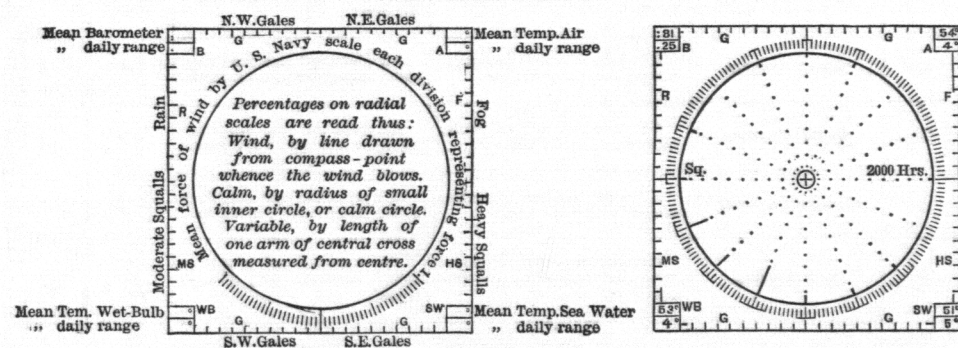 N.W. Gales N.E. Gales
Mean Barometer
„ daily range
B G G A
Mean Temp. Air
„ daily range
Rain
R
F
Fog
Mean force of wind by U. S. Navy scale each division representing force 1,
Percentages on radial
scales are read thus:
Wind, by line drawn
from compass-point
whence the wind blows.
Calm, by radius of small
inner circle, or calm circle.
Variable, by length of
one arm of central cross
measured from centre.
Moderate Squalls
MS
HS
Heavy Squalls
Mean Tem. Wet-Bulb
„ daily range
WB G G SW
Mean Temp. Sea Water
„ daily range
S.W. Gales S.E. Gales
.81 54°
.25 B G G A 4°
R F
Sq. 2000 Hrs.
MS HS
53° WB SW 51°
4° G G 5°